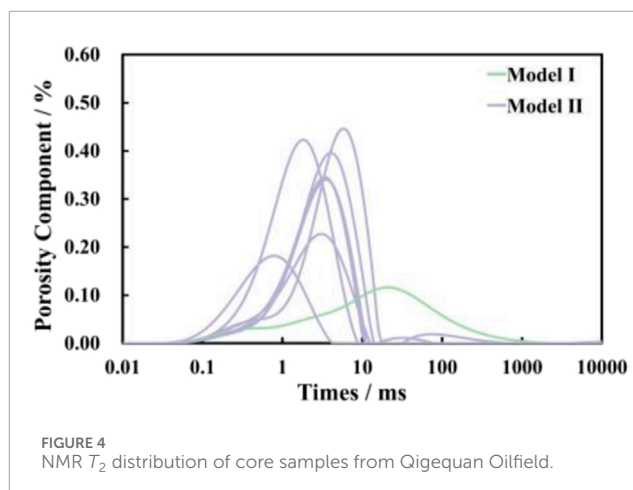 0.60
0.50
0.40
0.30
0.20
0.10
0.00
Porosity Component / %
Model I
Model II
0.01 0.1 1 10 100 1000 10000
Times / ms
FIGURE 4
NMR T₂ distribution of core samples from Qigequan Oilfield.